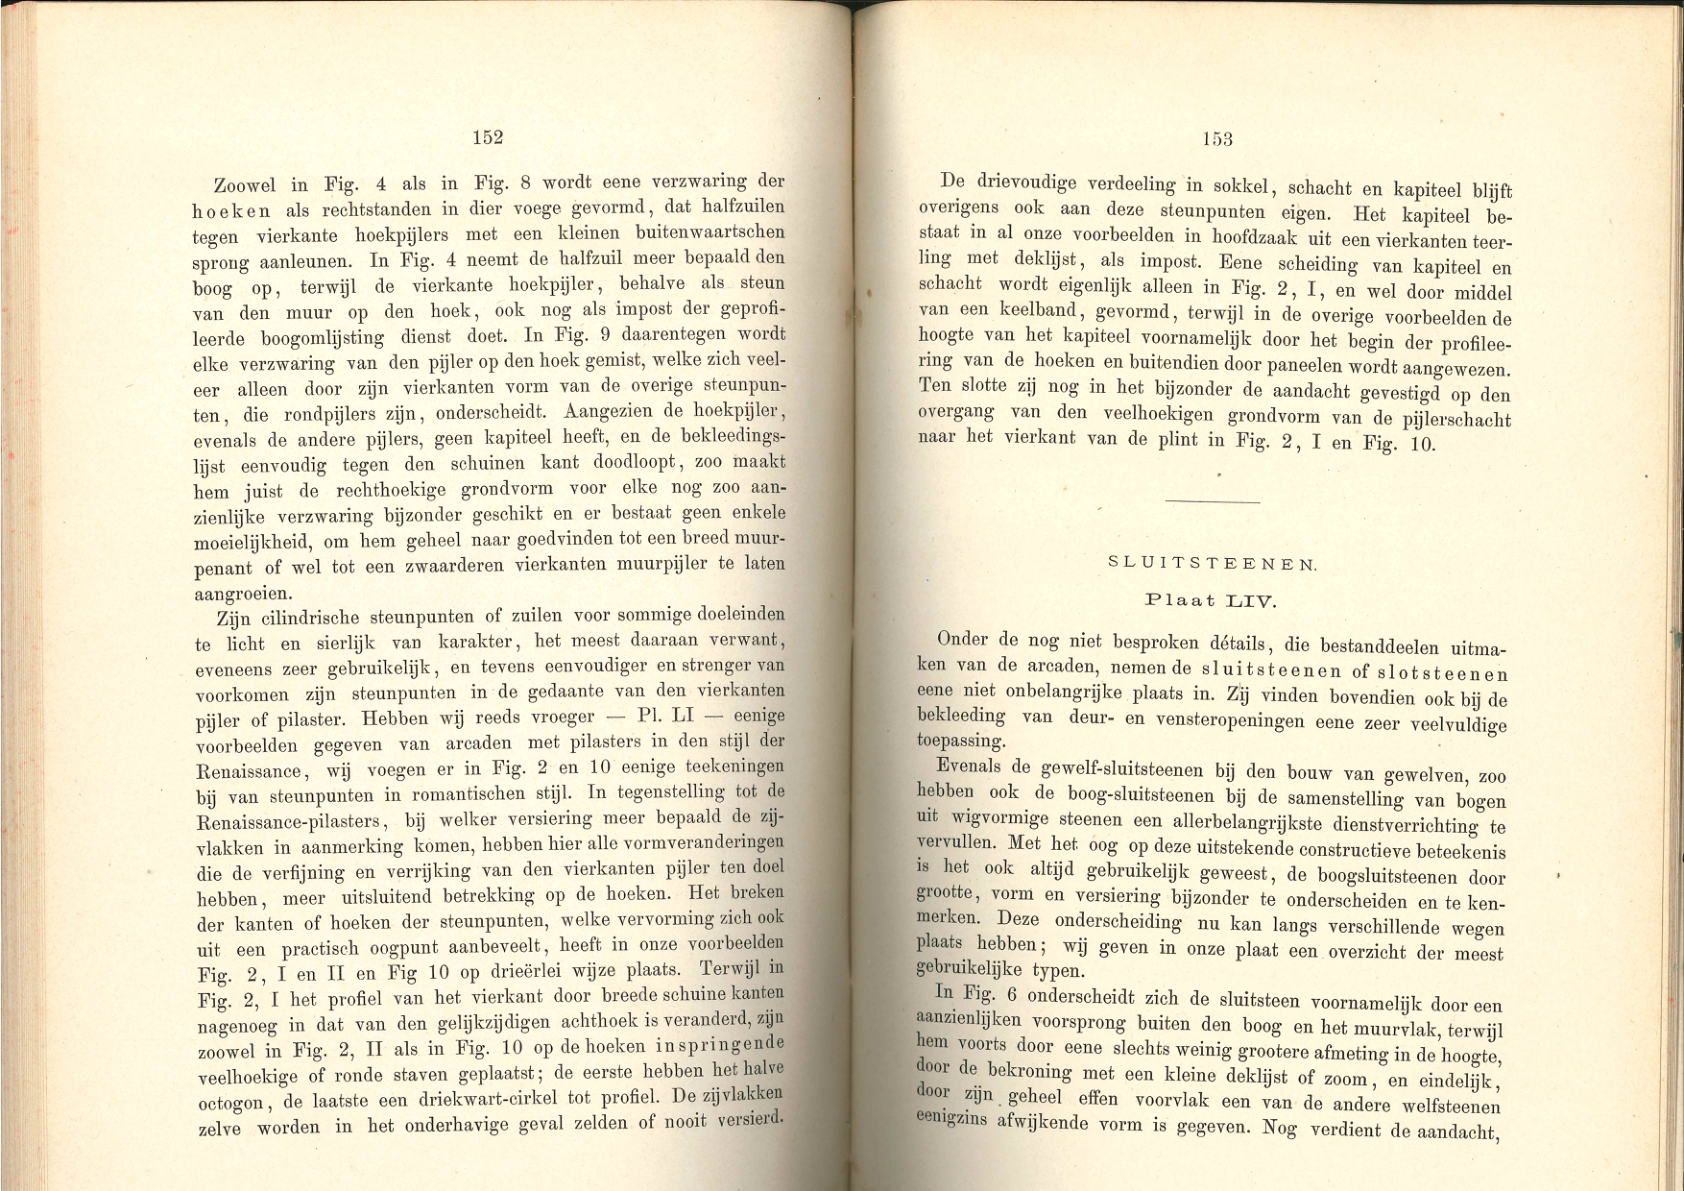 152
Zoowel in Fig. 4 als in Fig. 8 wordt eene verzwaring der
hoeken als rechtstanden in dier voege gevormd, dat halfzuilen
tegen vierkante hoekpijlers met een kleinen buitenwaartschen
sprong aanleunen. In Fig. 4 neemt de halfzuil meer bepaald den
boog op, terwijl de vierkante hoekpijler, behalve als steun
van den muur op den hoek, ook nog als impost der geprofi-
leerde boogomlijsting dienst doet. In Fig. 9 daarentegen wordt
elke verzwaring van den pijler op den hoek gemist, welke zich veel-
eer alleen door zijn vierkanten vorm van de overige steunpun-
ten, die rondpijlers zijn, onderscheidt. Aangezien de hoekpijler,
evenals de andere pijlers, geen kapiteel heeft, en de bekleedings-
lijst eenvoudig tegen den schuinen kant doodloopt, zoo maakt
hem juist de rechthoekige grondvorm voor elke nog zoo aan-
zienlijke verzwaring bijzonder geschikt en er bestaat geen enkele
moeielijkheid, om hem geheel naar goedvinden tot een breed muur-
penant of wel tot een zwaarderen vierkanten muurpijler te laten
aangroeien.
Zijn cilindrische steunpunten of zuilen voor sommige doeleinden
te licht en sierlijk van karakter, het meest daaraan verwant,
eveneens zeer gebruikelijk, en tevens eenvoudiger en strenger van
voorkomen zijn steunpunten in de gedaante van den vierkanten
pijler of pilaster. Hebben wij reeds vroeger — Pl. LI — eenige
voorbeelden gegeven van arcaden met pilasters in den stijl der
Renaissance, wij voegen er in Fig. 2 en 10 eenige teekeningen
bij van steunpunten in romantischen stijl. In tegenstelling tot de
Renaissance-pilasters, bij welker versiering meer bepaald de zij-
vlakken in aanmerking komen, hebben hier alle vormveranderingen
die de verfijning en verrijking van den vierkanten pijler ten doel
hebben, meer uitsluitend betrekking op de hoeken. Het breken
der kanten of hoeken der steunpunten, welke vervorming zich ook
uit een practisch oogpunt aanbeveelt, heeft in onze voorbeelden
Fig. 2, I en II en Fig 10 op drieërlei wijze plaats. Terwijl in
Fig. 2, I het profiel van het vierkant door breede schuine kanten
nagenoeg in dat van den gelijkzijdigen achthoek is veranderd, zijn
zoowel in Fig. 2, II als in Fig. 10 op de hoeken inspringende
veelhoekige of ronde staven geplaatst; de eerste hebben het halve
octogon, de laatste een driekwart-cirkel tot profiel. De zijvlakken
zelve worden in het onderhavige geval zelden of nooit versierd.
153
De drievoudige verdeeling in sokkel, schacht en kapiteel blijft
overigens ook aan deze steunpunten eigen. Het kapiteel be-
staat in al onze voorbeelden in hoofdzaak uit een vierkanten teer-
ling met deklijst, als impost. Eene scheiding van kapiteel en
schacht wordt eigenlijk alleen in Fig. 2, I, en wel door middel
van een keelband, gevormd, terwijl in de overige voorbeelden de
hoogte van het kapiteel voornamelijk door het begin der profilee-
ring van de hoeken en buitendien door paneelen wordt aangewezen.
Ten slotte zij nog in het bijzonder de aandacht gevestigd op den
overgang van den veelhoekigen grondvorm van de pijlerschacht
naar het vierkant van de plint in Fig. 2, I en Fig. 10.
SLUITSTEENEN.
Plaat LIV.
Onder de nog niet besproken détails, die bestanddeelen uitma-
ken van de arcaden, nemen de sluitsteenen of slotsteenen
eene niet onbelangrijke plaats in. Zij vinden bovendien ook bij de
bekleeding van deur- en vensteropeningen eene zeer veelvuldige
toepassing.
Evenals de gewelf-sluitsteenen bij den bouw van gewelven, zoo
hebben ook de boog-sluitsteenen bij de samenstelling van bogen
uit wigvormige steenen een allerbelangrijkste dienstverrichting te
vervullen. Met het oog op deze uitstekende constructieve beteekenis
is het ook altijd gebruikelijk geweest, de boogsluitsteenen door
grootte, vorm en versiering bijzonder te onderscheiden en te ken-
merken. Deze onderscheiding nu kan langs verschillende wegen
plaats hebben; wij geven in onze plaat een overzicht der meest
gebruikelijke typen.
In Fig. 6 onderscheidt zich de sluitsteen voornamelijk door een
aanzienlijken voorsprong buiten den boog en het muurvlak, terwijl
hem voorts door eene slechts weinig grootere afmeting in de hoogte,
door de bekroning met een kleine deklijst of zoom, en eindelijk,
door zijn geheel effen voorvlak een van de andere welfsteenen
eenigzins afwijkende vorm is gegeven. Nog verdient de aandacht,